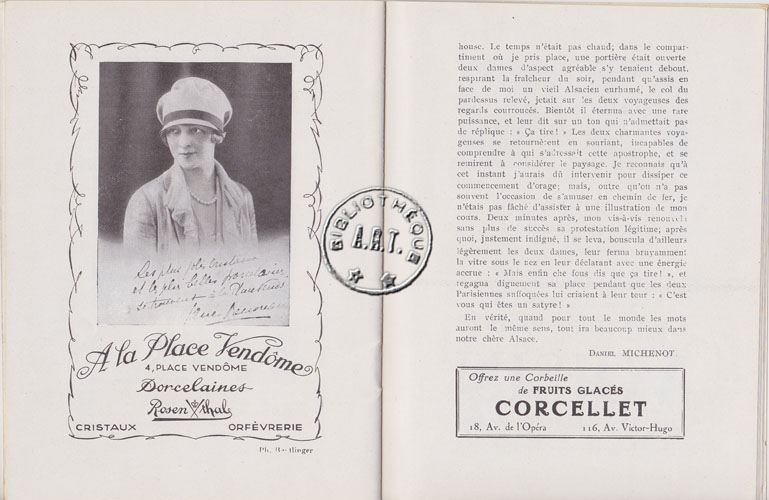 Les plus jolis cristaux
et les plus belles porcelaines
se trouvent
A la Place Vendôme
4, PLACE VENDÔME
Porcelaines
Rosenthal
CRISTAUX ORFÈVRERIE
Ph.
BIBLIOTHÈQUE
A.R.T.
house. Le temps n'était pas chaud; dans le compar-
timent où je pris place, une portière était ouverte
deux dames d'aspect agréable s'y tenaient debout,
respirant la fraîcheur du soir, pendant qu'assis en
face de moi un vieil Alsacien enrhumé, le col du
pardessus relevé, jetait sur les deux voyageuses des
regards courroucés. Bientôt il éternua avec une rare
puissance, et leur dit sur un ton qui n'admettait pas
de réplique : « Ça tire! » Les deux charmantes voya-
geuses se retournèrent en souriant, incapables de
comprendre à qui s'adressait cette apostrophe, et se
remirent à considérer le paysage. Je reconnais qu'à
cet instant j'aurais dû intervenir pour dissiper ce
commencement d'orage; mais, outre qu'on n'a pas
souvent l'occasion de s'amuser en chemin de fer, je
n'étais pas fâché d'assister à une illustration de mon
cours. Deux minutes après, mon vis-à-vis renouvela
sans plus de succès sa protestation légitime; après
quoi, justement indigné, il se leva, bouscula d'ailleurs
légèrement les deux dames, leur ferma bruyamment
la vitre sous le nez en leur déclarant avec une énergie
accrue : « Mais enfin che fous dis que ça tire! », et
regagna dignement sa place pendant que les deux
Parisiennes suffoquées lui criaient à leur tour : « C'est
vous qui êtes un satyre! »
En vérité, quand pour tout le monde les mots
auront le même sens, tout ira beaucoup mieux dans
notre chère Alsace.
DANIEL MICHENOT
Offrez une Corbeille
de FRUITS GLACÉS
CORCELLET
18, Av. de l'Opéra 116, Av. Victor-Hugo